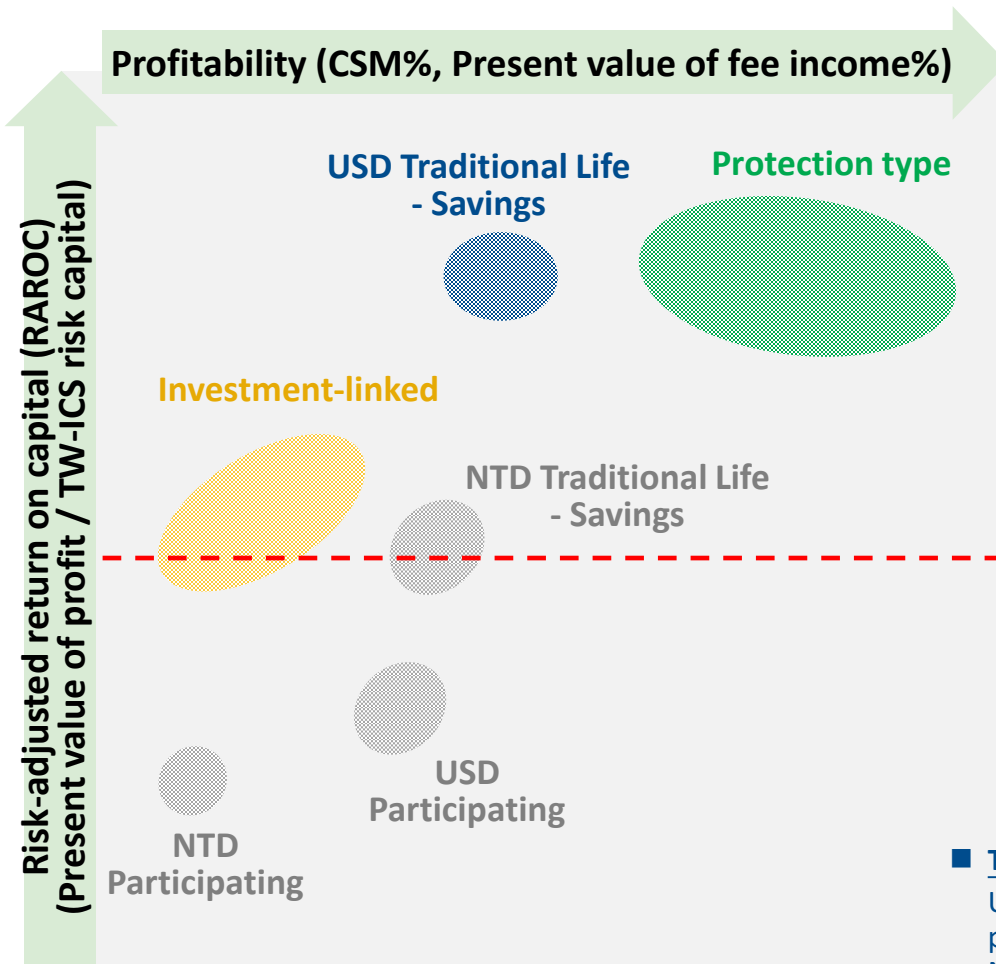 Profitability (CSM%, Present value of fee income%)
Risk-adjusted return on capital (RAROC)
(Present value of profit / TW-ICS risk capital)
USD Traditional Life
- Savings
Protection type
Investment-linked
NTD Traditional Life
- Savings
USD
Participating
NTD
Participating